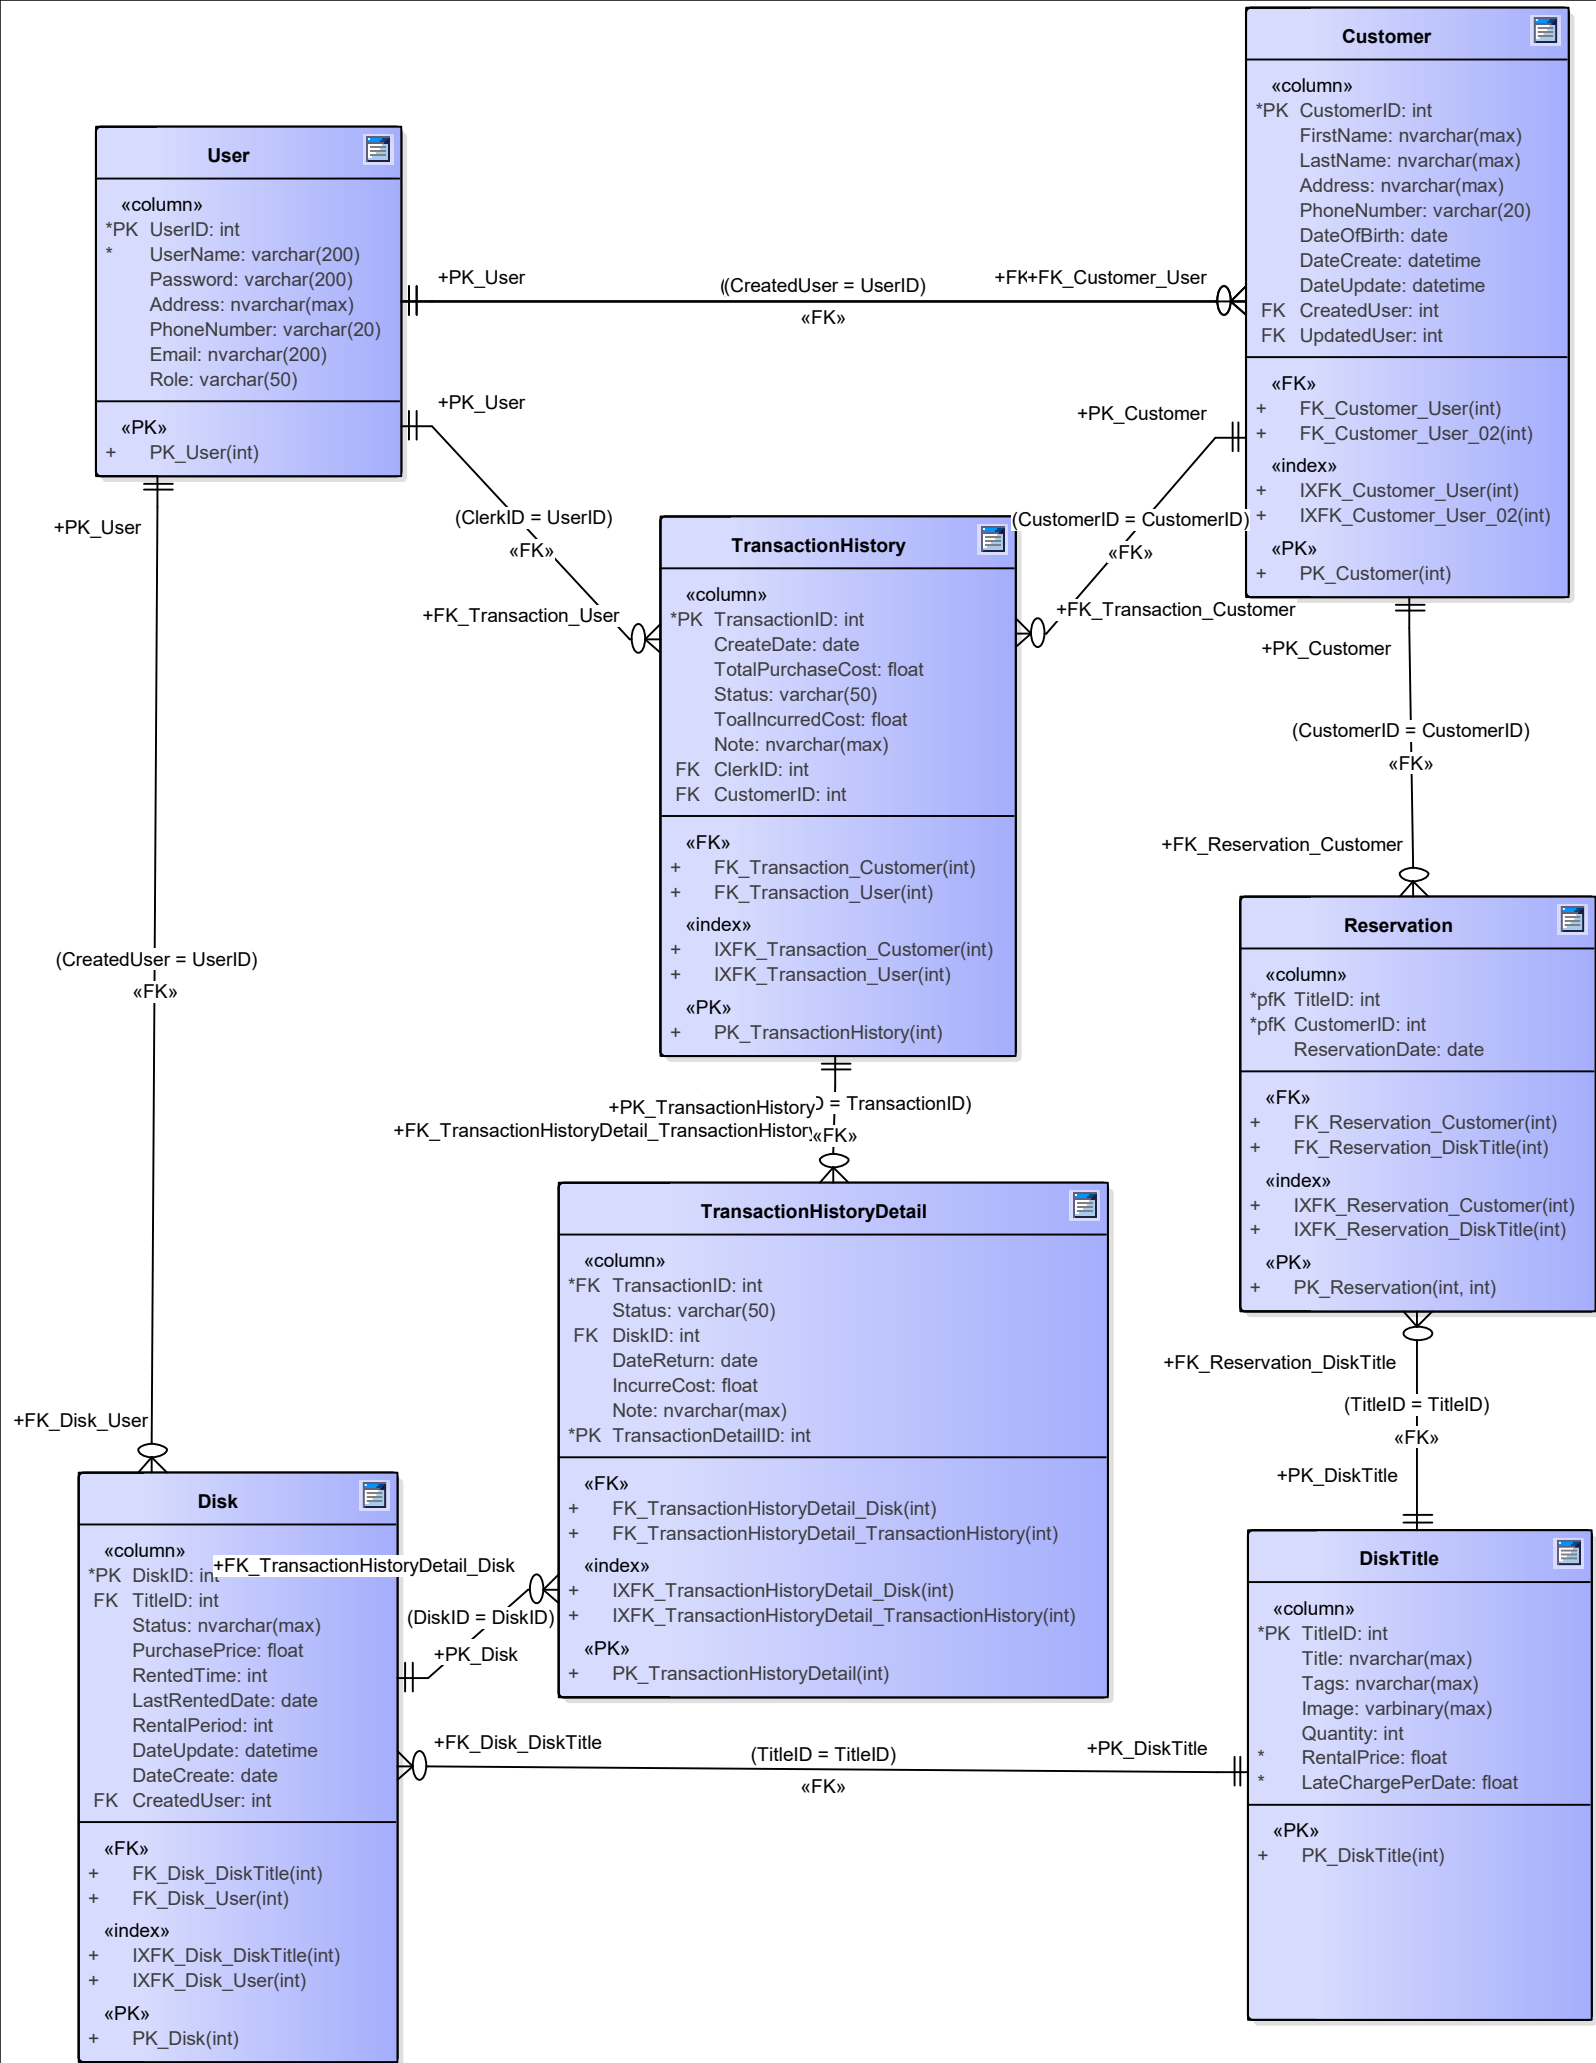 Customer
«column»
*PK CustomerID: int
FirstName: nvarchar(max)
LastName: nvarchar(max)
Address: nvarchar(max)
PhoneNumber: varchar(20)
DateOfBirth: date
DateCreate: datetime
DateUpdate: datetime
FK CreatedUser: int
FK UpdatedUser: int
«FK»
+ FK_Customer_User(int)
+ FK_Customer_User_02(int)
«index»
+ IXFK_Customer_User(int)
+ IXFK_Customer_User_02(int)
«PK»
+ PK_Customer(int)
User
«column»
*PK UserID: int
* UserName: varchar(200)
Password: varchar(200)
Address: nvarchar(max)
PhoneNumber: varchar(20)
Email: nvarchar(200)
Role: varchar(50)
«PK»
+ PK_User(int)
+PK_User
((CreatedUser = UserID)
«FK»
+FK+FK_Customer_User
+PK_User
(ClerkID = UserID)
«FK»
+FK_Transaction_User
+PK_Customer
(CustomerID = CustomerID)
«FK»
+FK_Transaction_Customer
+PK_User
(CreatedUser = UserID)
«FK»
+FK_Disk_User
TransactionHistory
«column»
*PK TransactionID: int
CreateDate: date
TotalPurchaseCost: float
Status: varchar(50)
ToalIncurredCost: float
Note: nvarchar(max)
FK ClerkID: int
FK CustomerID: int
«FK»
+ FK_Transaction_Customer(int)
+ FK_Transaction_User(int)
«index»
+ IXFK_Transaction_Customer(int)
+ IXFK_Transaction_User(int)
«PK»
+ PK_TransactionHistory(int)
+PK_Customer
(CustomerID = CustomerID)
«FK»
+FK_Reservation_Customer
Reservation
«column»
*pfK TitleID: int
*pfK CustomerID: int
ReservationDate: date
«FK»
+ FK_Reservation_Customer(int)
+ FK_Reservation_DiskTitle(int)
«index»
+ IXFK_Reservation_Customer(int)
+ IXFK_Reservation_DiskTitle(int)
«PK»
+ PK_Reservation(int, int)
+PK_TransactionHistory
= TransactionID)
+FK_TransactionHistoryDetail_TransactionHistory
«FK»
TransactionHistoryDetail
«column»
*FK TransactionID: int
Status: varchar(50)
FK DiskID: int
DateReturn: date
IncurreCost: float
Note: nvarchar(max)
*PK TransactionDetailID: int
«FK»
+ FK_TransactionHistoryDetail_Disk(int)
+ FK_TransactionHistoryDetail_TransactionHistory(int)
«index»
+ IXFK_TransactionHistoryDetail_Disk(int)
+ IXFK_TransactionHistoryDetail_TransactionHistory(int)
«PK»
+ PK_TransactionHistoryDetail(int)
+FK_Reservation_DiskTitle
(TitleID = TitleID)
«FK»
+PK_DiskTitle
Disk
«column»
*PK DiskID: int
FK TitleID: int
Status: nvarchar(max)
PurchasePrice: float
RentedTime: int
LastRentedDate: date
RentalPeriod: int
DateUpdate: datetime
DateCreate: date
FK CreatedUser: int
«FK»
+ FK_Disk_DiskTitle(int)
+ FK_Disk_User(int)
«index»
+ IXFK_Disk_DiskTitle(int)
+ IXFK_Disk_User(int)
«PK»
+ PK_Disk(int)
+FK_TransactionHistoryDetail_Disk
(DiskID = DiskID)
+PK_Disk
+FK_Disk_DiskTitle
(TitleID = TitleID)
«FK»
+PK_DiskTitle
DiskTitle
«column»
*PK TitleID: int
Title: nvarchar(max)
Tags: nvarchar(max)
Image: varbinary(max)
Quantity: int
* RentalPrice: float
* LateChargePerDate: float
«PK»
+ PK_DiskTitle(int)